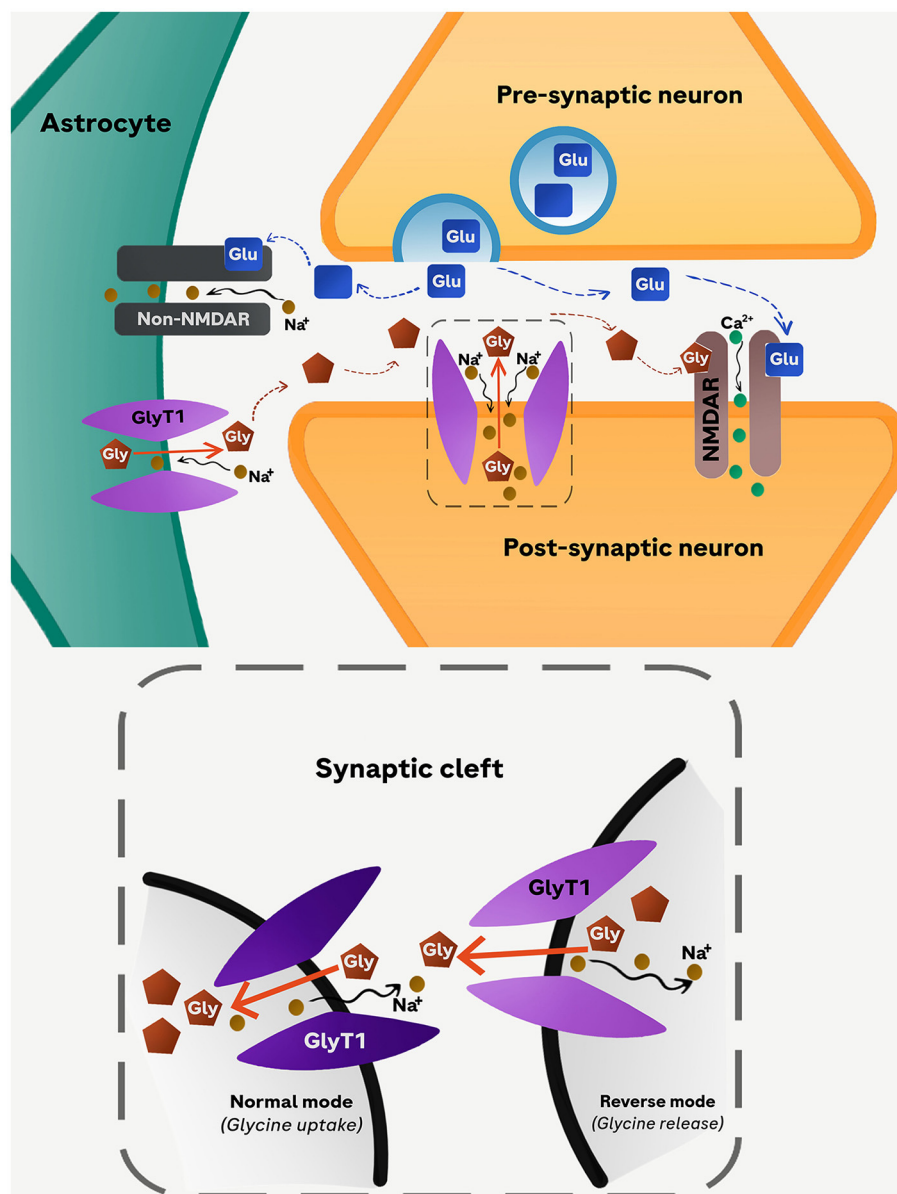 Pre-synaptic neuron
Astrocyte
Glu
Glu
Glu
Glu
Glu
Non-NMDAR
Na⁺
Ca²⁺
Gly
Na⁺
Na⁺
Gly
Glu
NMDAR
GlyT1
Gly
Gly
Na⁺
Gly
Post-synaptic neuron
Synaptic cleft
GlyT1
Gly
Gly
Gly
Na⁺
Gly
Na⁺
GlyT1
Normal mode
(Glycine uptake)
Reverse mode
(Glycine release)